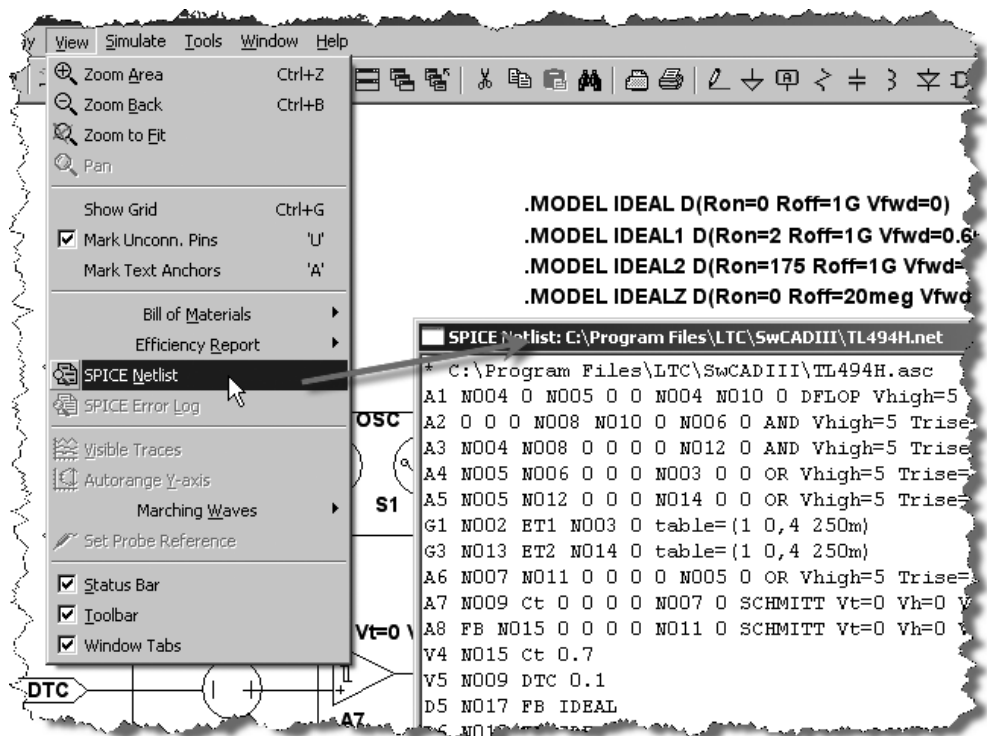 y View Simulate Tools Window Help
Zoom Area Ctrl+Z
Zoom Back Ctrl+B
Zoom to Fit
Pan
Show Grid Ctrl+G
Mark Unconn. Pins 'U'
Mark Text Anchors 'A'
Bill of Materials
Efficiency Report
SPICE Netlist
SPICE Error Log
Visible Traces
Autorange Y-axis
Marching Waves
Set Probe Reference
Status Bar
Toolbar
Window Tabs
.MODEL IDEAL D(Ron=0 Roff=1G Vfwd=0)
.MODEL IDEAL1 D(Ron=2 Roff=1G Vfwd=0.6
.MODEL IDEAL2 D(Ron=175 Roff=1G Vfwd=
.MODEL IDEALZ D(Ron=0 Roff=20meg Vfwd
SPICE Netlist: C:\Program Files\LTC\SwCADIII\TL494H.net
* C:\Program Files\LTC\SwCADIII\TL494H.asc
A1 N004 0 N005 0 0 N004 N010 0 DFLOP Vhigh=5
A2 0 0 0 N008 N010 0 N006 0 AND Vhigh=5 Trise=
A3 N004 N008 0 0 0 0 N012 0 AND Vhigh=5 Trise
A4 N005 N006 0 0 0 N003 0 0 OR Vhigh=5 Trise=
A5 N005 N012 0 0 0 N014 0 0 OR Vhigh=5 Trise=
G1 N002 ET1 N003 0 table=(1 0,4 250m)
G3 N013 ET2 N014 0 table=(1 0,4 250m)
A6 N007 N011 0 0 0 0 N005 0 OR Vhigh=5 Trise=
A7 N009 Ct 0 0 0 0 N007 0 SCHMITT Vt=0 Vh=0 V
A8 FB N015 0 0 0 0 N011 0 SCHMITT Vt=0 Vh=0
V4 N015 Ct 0.7
V5 N009 DTC 0.1
D5 N017 FB IDEAL
OSC
S1
Vt=0 V
DTC
A7